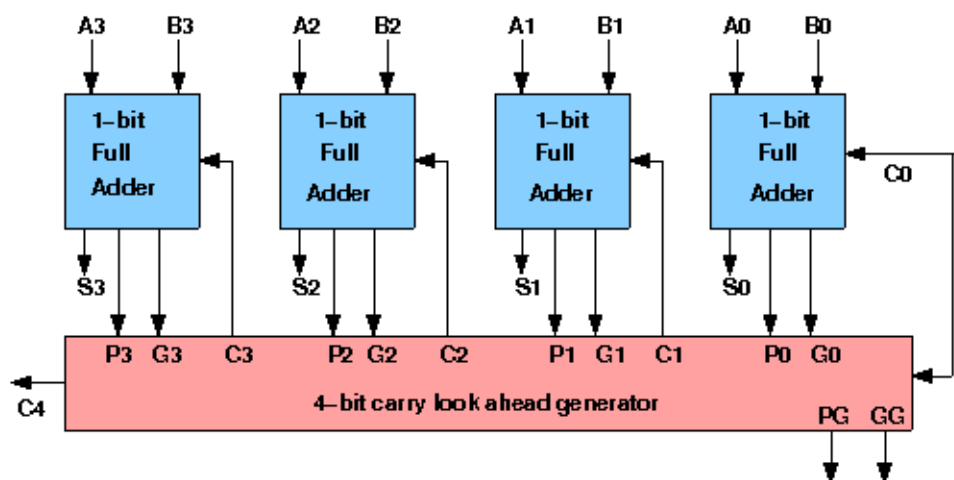 A3 B3 A2 B2 A1 B1 A0 B0
1-bit Full Adder
1-bit Full Adder
1-bit Full Adder
1-bit Full Adder
C0
S3 S2 S1 S0
P3 G3 C3 P2 G2 C2 P1 G1 C1 P0 G0
C4
4-bit carry look ahead generator
PG GG